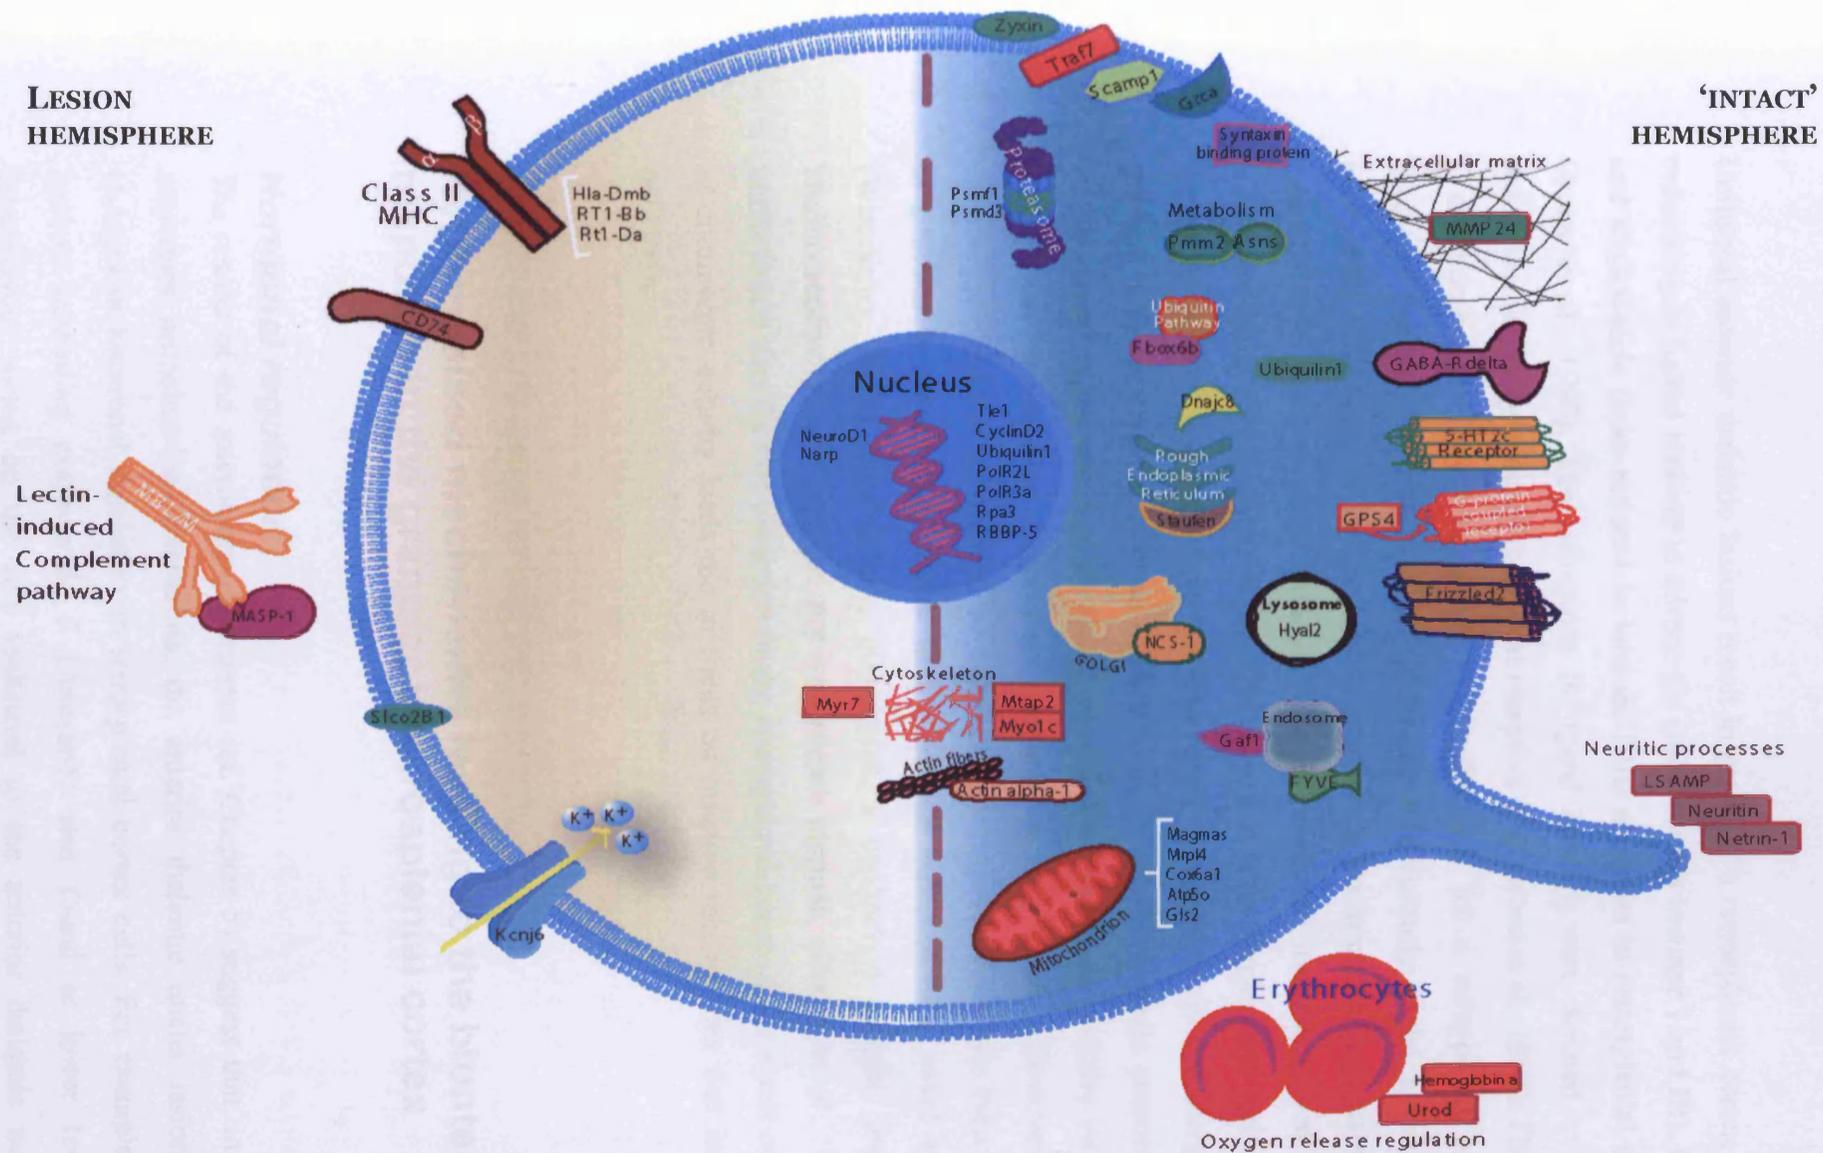 LESION
HEMISPHERE
'INTACT'
HEMISPHERE
Zyxin
Traf7
Scamp1
β
α
Class II
MHC
Hla-Dmb
RT1-Bb
Rt1-Da
CD74
Lectin-
induced
Complement
pathway
MASP-1
Slco2B1
K+ K+
K+
Kcnj6
Proteasome
Psmf1
Psmd3
Syntaxin
binding protein
Metabolism
Pmm2 Asns
Extracellular matrix
MMP 24
Ubiquitin
Pathway
Fbox6b
Ubiquilin1
GABA-R delta
Dnajc8
Rough
Endoplasmic
Reticulum
Staufen
5-HT2c
Receptor
GPS4
G-protein
coupled
receptor
Frizzled2
Nucleus
NeuroD1
Narp
Tle1
CyclinD2
Ubiquilin1
PolR2L
PolR3a
Rpa3
RBBP-5
GOLGI
NCS-1
Lysosome
Hyal2
Cytoskeleton
Myr7
Mtap2
Myo1c
Actin fibers
Actin alpha-1
Endosome
Gaf1
FYVE
Neuritic processes
LSAMP
Neuritin
Netrin-1
Magmas
Mrpl4
Cox6a1
Atp5o
Gls2
Mitochondrion
Erythrocytes
Hemoglobin a
Urod
Oxygen release regulation